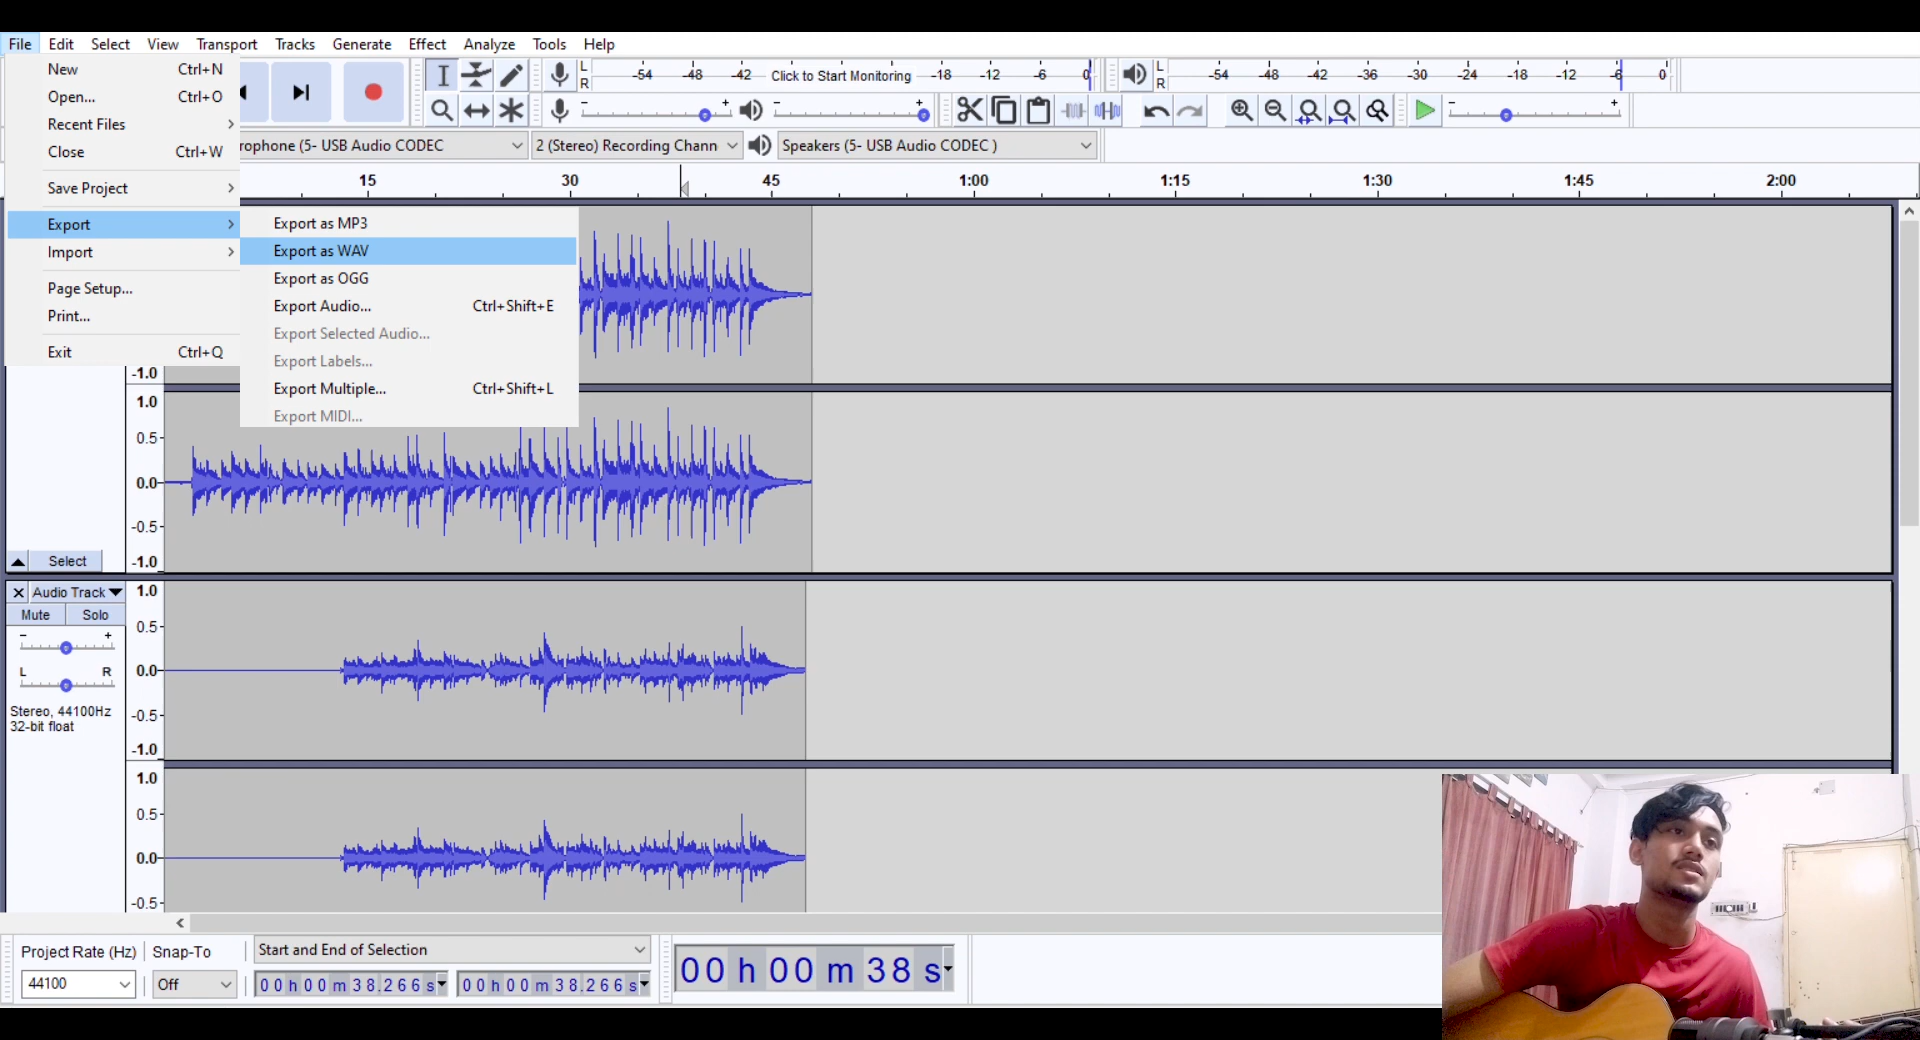 File Edit Select View Transport Tracks Generate Effect Analyze Tools Help
New Ctrl+N
Open... Ctrl+O
Recent Files >
Close Ctrl+W
Save Project >
Export >
Import >
Page Setup...
Print...
Exit Ctrl+Q
Export as MP3
Export as WAV
Export as OGG
Export Audio... Ctrl+Shift+E
Export Selected Audio...
Export Labels...
Export Multiple... Ctrl+Shift+L
Export MIDI...
L
R
-54 -48 -42 Click to Start Monitoring -18 -12 -6 0
L
R
-54 -48 -42 -36 -30 -24 -18 -12 -6 0
- + - +
- +
rophone (5- USB Audio CODEC 2 (Stereo) Recording Chann Speakers (5- USB Audio CODEC )
15 30 45 1:00 1:15 1:30 1:45 2:00
-1.0
1.0
0.5
0.0
-0.5
-1.0
Select
X Audio Track
Mute Solo
- +
L R
Stereo, 44100Hz
32-bit float
1.0
0.5
0.0
-0.5
-1.0
1.0
0.5
0.0
-0.5
Project Rate (Hz) Snap-To Start and End of Selection
44100 Off 00 h 00 m 38.266 s 00 h 00 m 38.266 s
00 h 00 m 38 s